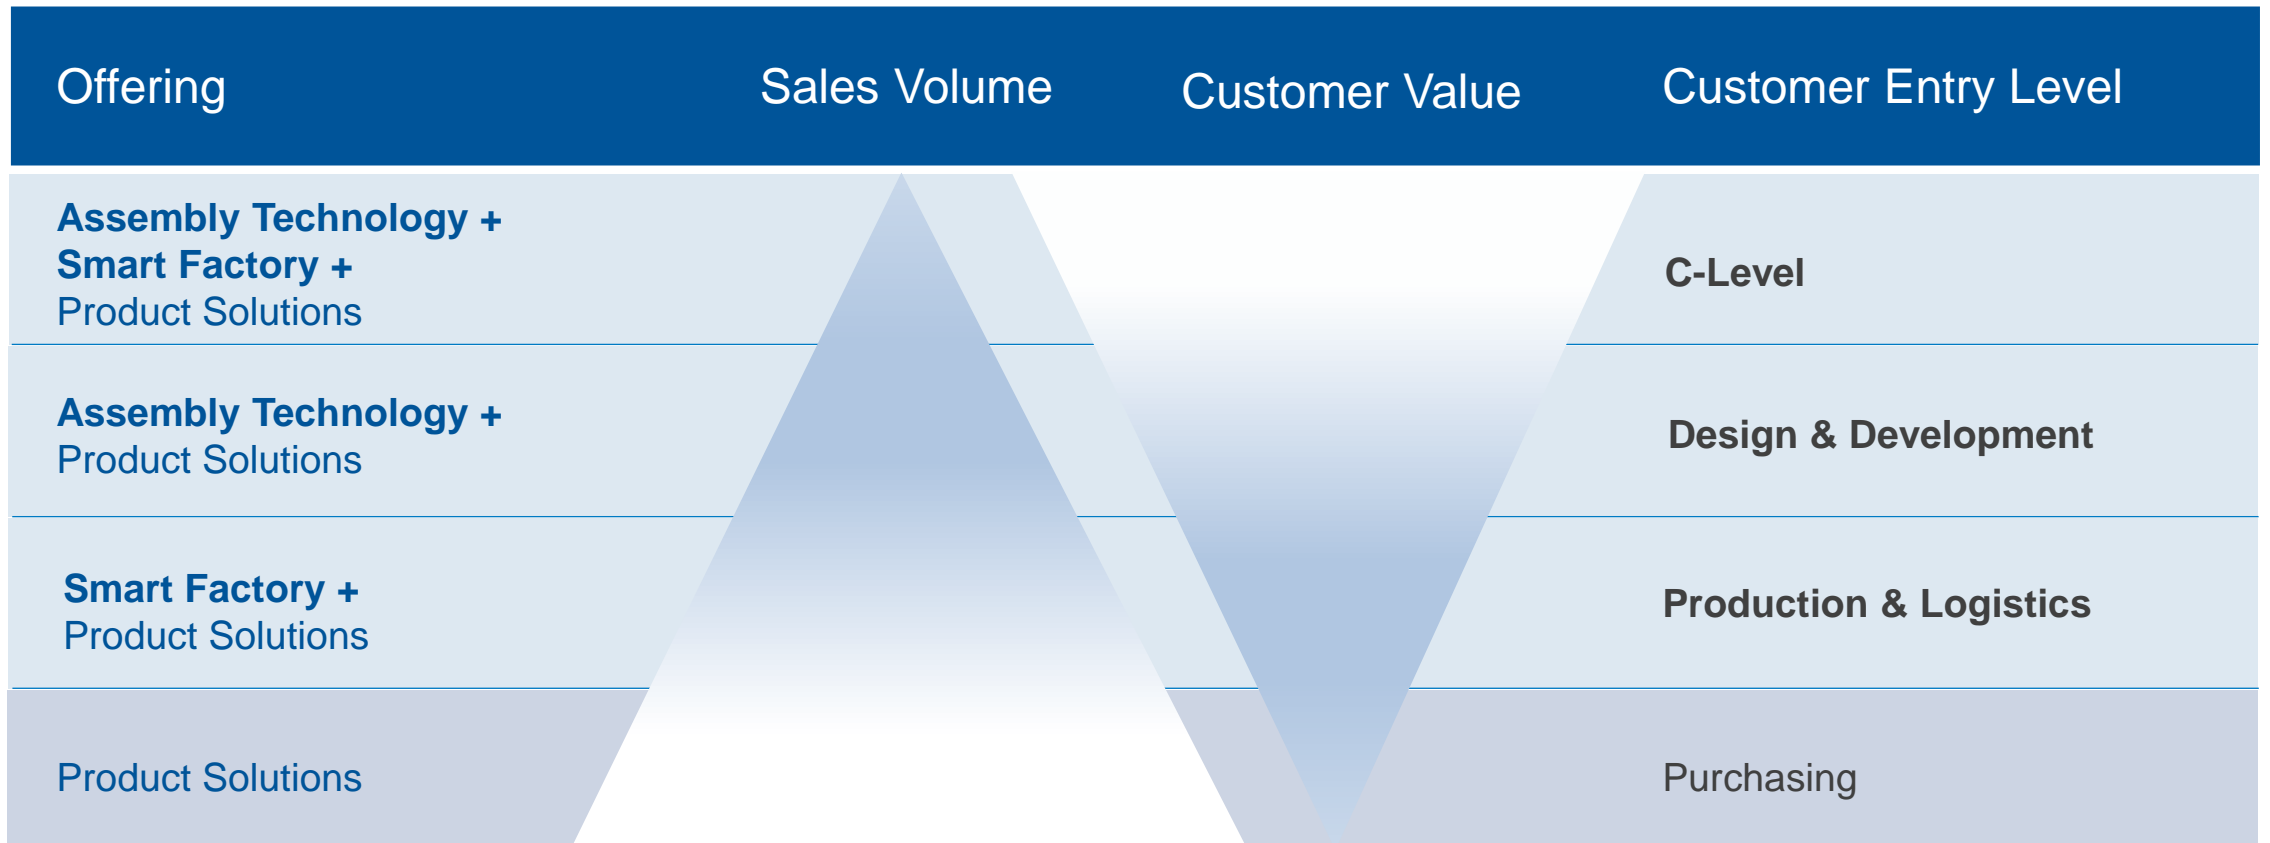 Offering
Sales Volume
Customer Value
Customer Entry Level
Assembly Technology +
Smart Factory +
Product Solutions
C-Level
Assembly Technology +
Product Solutions
Design & Development
Smart Factory +
Product Solutions
Production & Logistics
Product Solutions
Purchasing